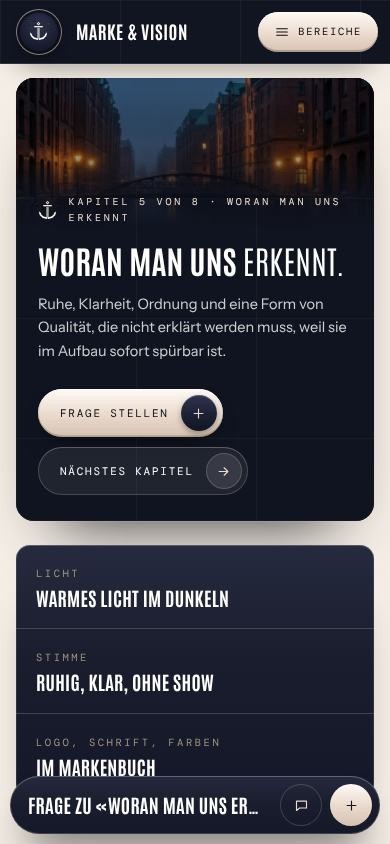 MARKE & VISION
BEREICHE
KAPITEL 5 VON 8 · WORAN MAN UNS
ERKENNT
WORAN MAN UNS ERKENNT.
Ruhe, Klarheit, Ordnung und eine Form von
Qualität, die nicht erklärt werden muss, weil sie
im Aufbau sofort spürbar ist.
FRAGE STELLEN
NÄCHSTES KAPITEL
LICHT
WARMES LICHT IM DUNKELN
STIMME
RUHIG, KLAR, OHNE SHOW
LOGO, SCHRIFT, FARBEN
IM MARKENBUCH
FRAGE ZU «WORAN MAN UNS ER…